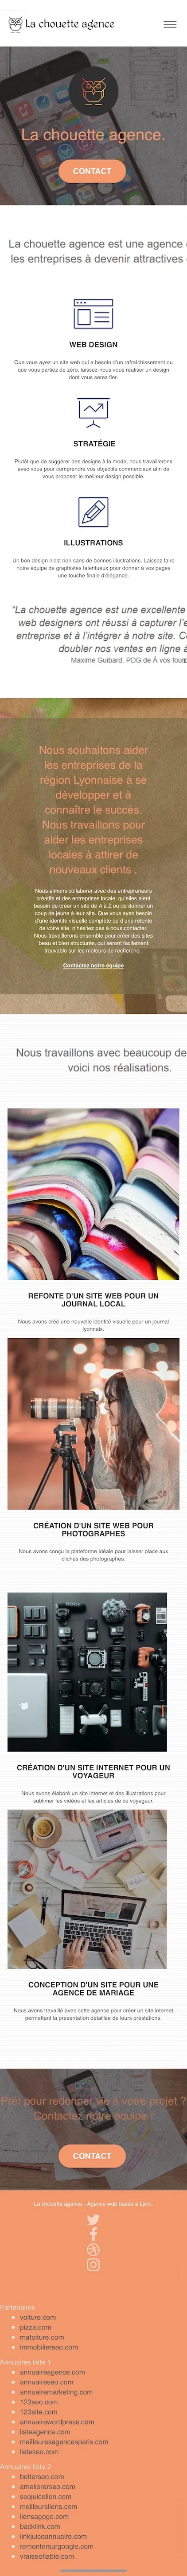 La chouette agence
La chouette agence.
CONTACT
La chouette agence est une agence
les entreprises à devenir attractives
WEB DESIGN
Que vous ayez un site web qui a besoin d'un rafraîchissement ou
que vous partiez de zéro, laissez-nous vous réaliser un design
dont vous serez fier.
STRATÉGIE
Plutôt que de suggérer des designs à la mode, nous travaillerons
avec vous pour comprendre vos objectifs commerciaux afin de
vous proposer le meilleur design possible.
ILLUSTRATIONS
Un bon design n'est rien sans de bonnes illustrations. Laissez faire
notre équipe de graphistes talentueux pour donner à vos pages
une touche finale d'élégance.
"La chouette agence est une excellente
web designers ont réussi à capturer l'é
entreprise et à l'intégrer à notre site. C
doubler nos ventes en ligne à
Maxime Guibard, PDG de À vos four
Nous souhaitons aider
les entreprises de la
région Lyonnaise à se
développer et à
connaître le succès.
Nous travaillons pour
aider les entreprises
locales à attirer de
nouveaux clients .
Nous aimons collaborer avec des entrepreneurs
créatifs et des entreprises locale, qu'elles aient
besoin de créer un site de A à Z ou de donner un
coup de jeune à leur site. Que vous ayez besoin
d'une identité visuelle complète ou d'une refonte
de votre site, n'hésitez pas à nous contacter.
Nous travaillerons ensemble pour créer des sites
beau et bien structurés, qui seront facilement
trouvable sur les moteurs de recherche.
Contactez notre équipe
Nous travaillons avec beaucoup de
voici nos réalisations.
REFONTE D'UN SITE WEB POUR UN
JOURNAL LOCAL
Nous avons créé une nouvelle identité visuelle pour un journal
lyonnais.
CRÉATION D'UN SITE WEB POUR
PHOTOGRAPHES
Nous avons conçu la plateforme idéale pour laisser place aux
clichés des photographes.
CRÉATION D'UN SITE INTERNET POUR UN
VOYAGEUR
Nous avons élaboré un site internet et des illustrations pour
sublimer les vidéos et les articles de ce voyageur.
CONCEPTION D'UN SITE POUR UNE
AGENCE DE MARIAGE
Nous avons travaillé avec cette agence pour créer un site internet
permettant la présentation détaillée de leurs prestations.
Prêt pour redonner vie à votre projet ?
Contactez notre équipe !
CONTACT
La chouette agence - Agence web basée à Lyon
Partenaires
voiture.com
pizza.com
matoiture.com
immobilierseo.com
Annuaires liste 1
annuaireagence.com
annuaireseo.com
annuairemarketing.com
123seo.com
123site.com
annuairewordpress.com
listeagence.com
meilleuresagencesparis.com
listeseo.com
Annuaires liste 2
betterseo.com
ameliorerseo.com
seojuicelien.com
meilleursliens.com
liensagogo.com
backlink.com
linkjuiceannuaire.com
remontersurgoogle.com
vraiseofiable.com